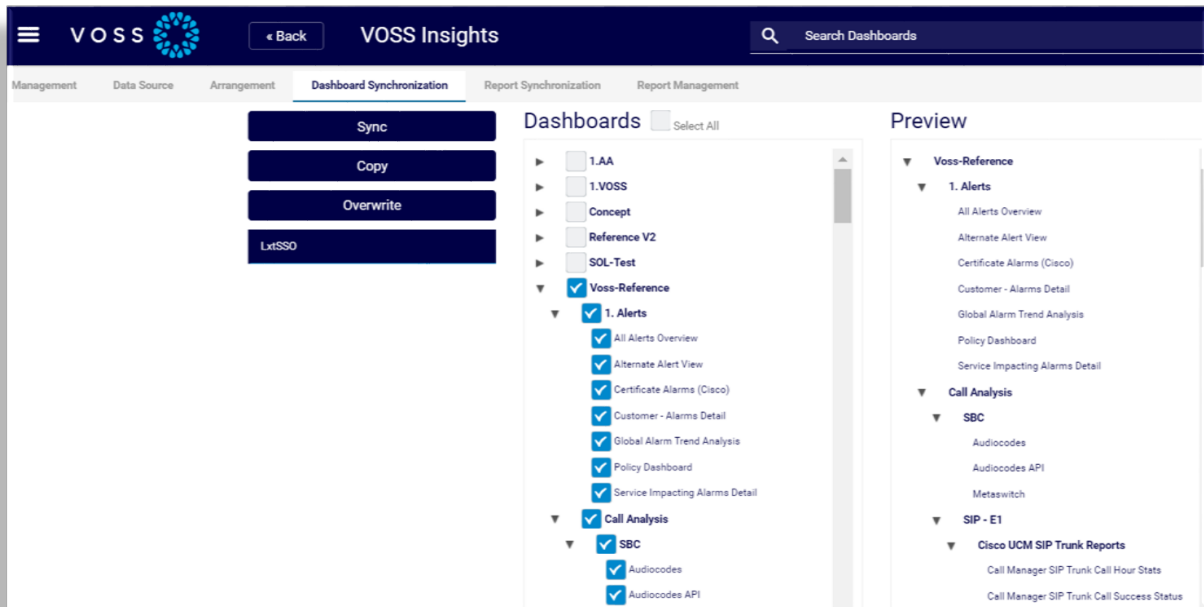 VOSS
« Back
VOSS Insights
Search Dashboards
Management
Data Source
Arrangement
Dashboard Synchronization
Report Synchronization
Report Management
Sync
Copy
Overwrite
LxtSSO
Dashboards
Select All
1.AA
1.VOSS
Concept
Reference V2
SOL-Test
Voss-Reference
1. Alerts
All Alerts Overview
Alternate Alert View
Certificate Alarms (Cisco)
Customer - Alarms Detail
Global Alarm Trend Analysis
Policy Dashboard
Service Impacting Alarms Detail
Call Analysis
SBC
Audiocodes
Audiocodes API
Preview
Voss-Reference
1. Alerts
All Alerts Overview
Alternate Alert View
Certificate Alarms (Cisco)
Customer - Alarms Detail
Global Alarm Trend Analysis
Policy Dashboard
Service Impacting Alarms Detail
Call Analysis
SBC
Audiocodes
Audiocodes API
Metaswitch
SIP - E1
Cisco UCM SIP Trunk Reports
Call Manager SIP Trunk Call Hour Stats
Call Manager SIP Trunk Call Success Status